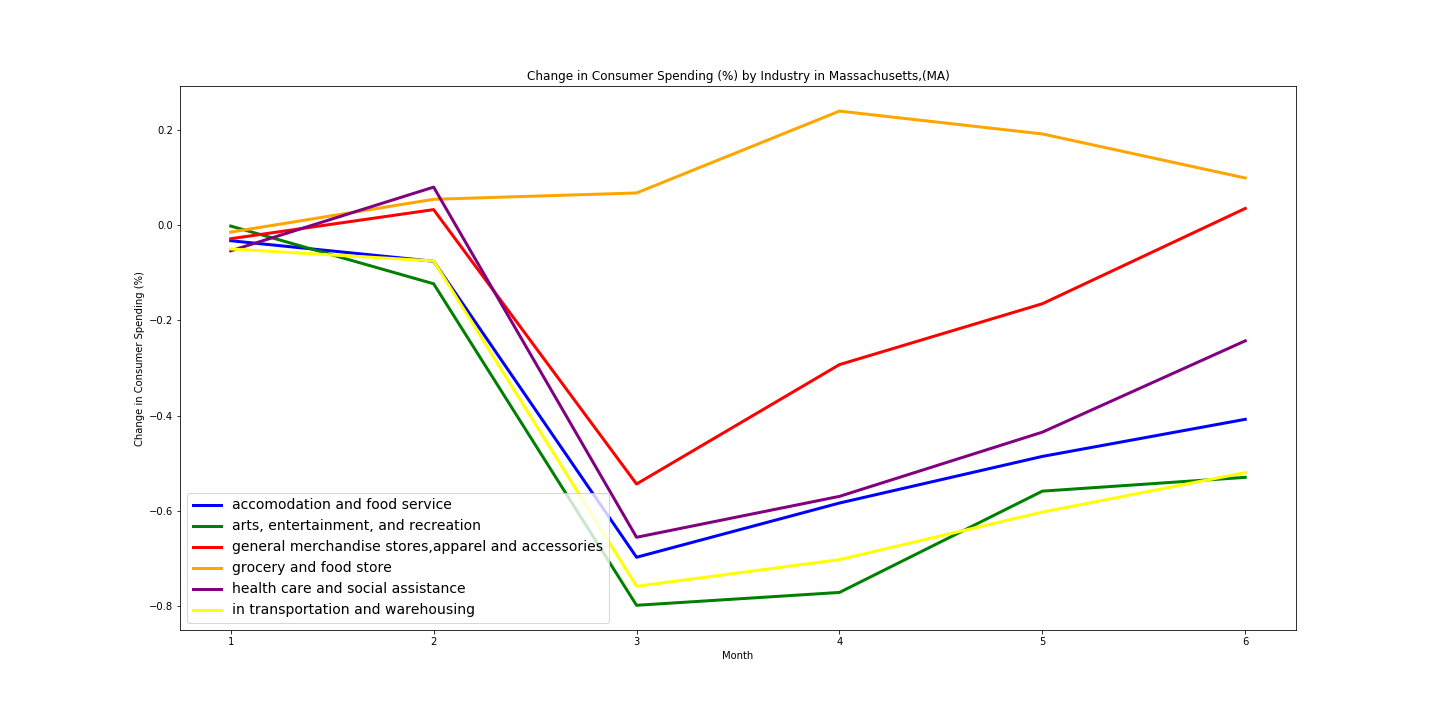 Change in Consumer Spending (%) by Industry in Massachusetts,(MA)
0.2
0.0
−0.2
−0.4
−0.6
−0.8
Change in Consumer Spending (%)
accomodation and food service
arts, entertainment, and recreation
general merchandise stores,apparel and accessories
grocery and food store
health care and social assistance
in transportation and warehousing
1 2 3 4 5 6
Month